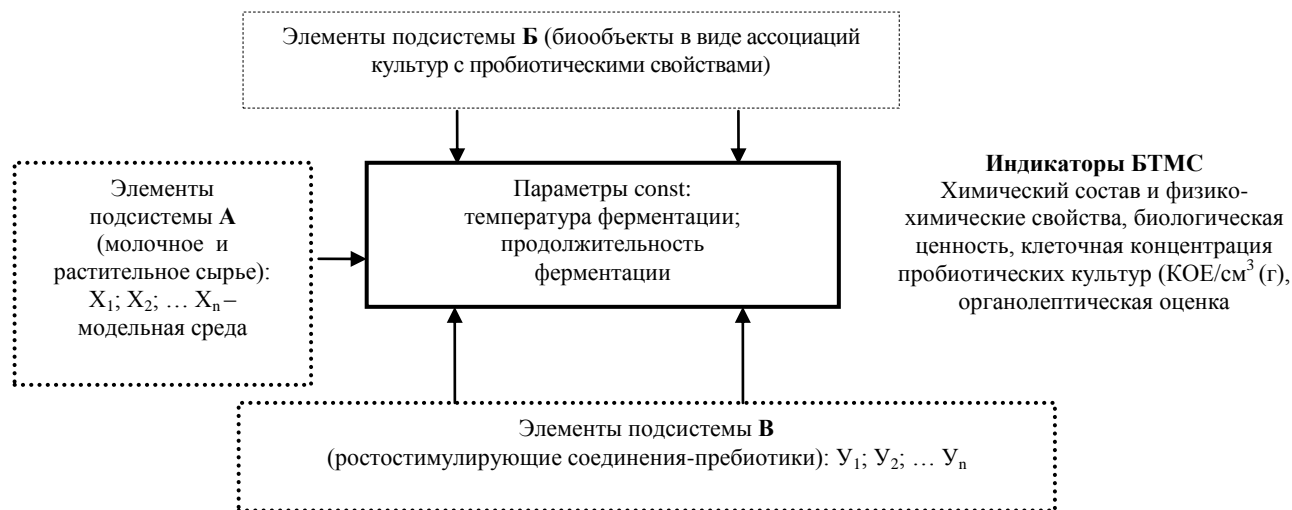 Элементы подсистемы Б (биообъекты в виде ассоциаций
культур с пробиотическими свойствами)
Элементы
подсистемы А
(молочное и
растительное сырье):
X₁; X₂; … Xₙ –
модельная среда
Параметры const:
температура ферментации;
продолжительность
ферментации
Индикаторы БТМС
Химический состав и физико-
химические свойства, биологическая
ценность, клеточная концентрация
пробиотических культур (КОЕ/см³ (г),
органолептическая оценка
Элементы подсистемы В
(ростостимулирующие соединения-пребиотики): У₁; У₂; … Уₙ